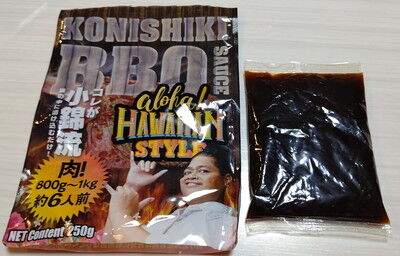 KONISHIKI
BBQ
SAUCE
aloha!
HAWAIIAN
STYLE
コレが
小錦流
肉!
800g~1kg
約6人前
NET Content 250g